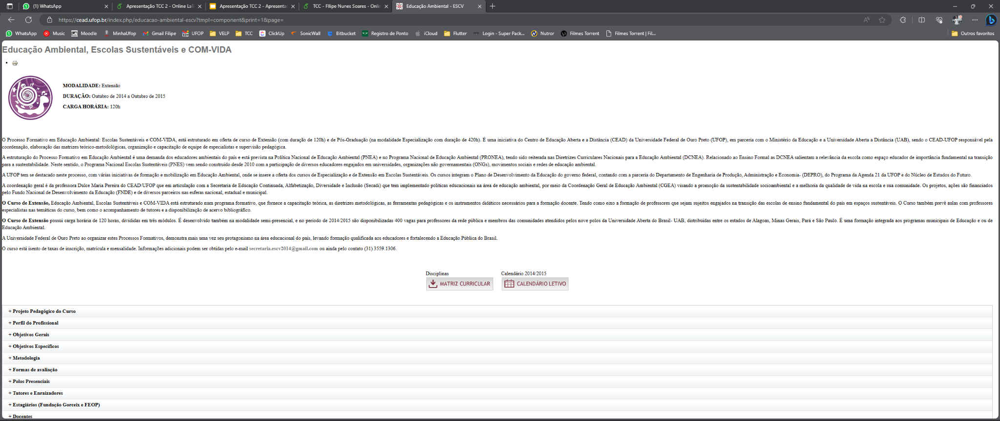 (1) WhatsApp
Apresentação TCC 2 - Online LaT
Apresentação TCC 2 - Apresenta
TCC - FIlipe Nunes Soares - Onlin
Educação Ambiental - ESCV
https://cead.ufop.br/index.php/educacao-ambiental-escv?tmpl=component&print=1&page=
WhatsApp Music Moodle MinhaUfop Gmail Filipe UFOP VELP TCC ClickUp SonicWall Bitbucket Registro de Ponto iCloud Flutter Login - Super Pack... Nutror Filmes Torrent Filmes Torrent | Fil... Outros favoritos
Educação Ambiental, Escolas Sustentáveis e COM-VIDA
MODALIDADE: Extensão
DURAÇÃO: Outubro de 2014 a Outubro de 2015
CARGA HORÁRIA: 120h
O Processo Formativo em Educação Ambiental: Escolas Sustentáveis e COM-VIDA, está estruturado em oferta de curso de Extensão (com duração de 120h) e de Pós-Graduação (na modalidade Especialização com duração de 420h). É uma iniciativa do Centro de Educação Aberta e a Distância (CEAD) da Universidade Federal de Ouro Preto (UFOP), em parceria com o Ministério da Educação e a Universidade Aberta a Distância (UAB), sendo o CEAD-UFOP responsável pela
coordenação, elaboração das matrizes teórico-metodológicas, organização e capacitação de equipe de especialistas e supervisão pedagógica.
A estruturação do Processo Formativo em Educação Ambiental é uma demanda dos educadores ambientais do país e está prevista na Política Nacional de Educação Ambiental (PNEA) e no Programa Nacional de Educação Ambiental (PRONEA), tendo sido reiterada nas Diretrizes Curriculares Nacionais para a Educação Ambiental (DCNEA). Relacionado ao Ensino Formal as DCNEA salientam a relevância da escola como espaço educador de importância fundamental na transição
para a sustentabilidade. Neste sentido, o Programa Nacional Escolas Sustentáveis (PNES) vem sendo construído desde 2010 com a participação de diversos educadores engajados em universidades, organizações não governamentais (ONGs), movimentos sociais e redes de educação ambiental.
A UFOP tem se destacado neste processo, com várias iniciativas de formação e mobilização em Educação Ambiental, onde se insere a oferta dos cursos de Especialização e de Extensão em Escolas Sustentáveis. Os cursos integram o Plano de Desenvolvimento da Educação do governo federal, contando com a parceria do Departamento de Engenharia de Produção, Administração e Economia- (DEPRO), do Programa da Agenda 21 da UFOP e do Núcleo de Estudos do Futuro.
A coordenação geral é da professora Dulce Maria Pereira do CEAD/UFOP que em articulação com a Secretaria de Educação Continuada, Alfabetização, Diversidade e Inclusão (Secadi) que tem implementado políticas educacionais na área de educação ambiental, por meio da Coordenação Geral de Educação Ambiental (CGEA) visando a promoção da sustentabilidade socioambiental e a melhoria da qualidade de vida na escola e sua comunidade. Os projetos, ações são financiados
pelo Fundo Nacional de Desenvolvimento da Educação (FNDE) e de diversos parceiros nas esferas nacional, estadual e municipal.
O Curso de Extensão, Educação Ambiental, Escolas Sustentáveis e COM-VIDA está estruturado num programa formativo, que fornece a capacitação teórica, as diretrizes metodológicas, as ferramentas pedagógicas e os instrumentos didáticos necessários para a formação docente. Tendo como eixo a formação de professores que sejam sujeitos engajados na transição das escolas de ensino fundamental do país em espaços sustentáveis. O Curso também prevê aulas com professores
especialistas nas temáticas do curso, bem como o acompanhamento de tutores e a disponibilização de acervo bibliográfico.
O Curso de Extensão possui carga horária de 120 horas, divididas em três módulos. É desenvolvido também na modalidade semi-presencial, e no período de 2014/2015 são disponibilizadas 400 vagas para professores da rede pública e membros das comunidades atendidos pelos nove polos da Universidade Aberta do Brasil- UAB, distribuídas entre os estados de Alagoas, Minas Gerais, Pará e São Paulo. É uma formação integrada aos programas municipais de Educação e ou de
Educação Ambiental.
A Universidade Federal de Ouro Preto ao organizar estes Processos Formativos, demonstra mais uma vez seu protagonismo na área educacional do país, levando formação qualificada aos educadores e fortalecendo a Educação Pública do Brasil.
O curso está isento de taxas de inscrição, matrícula e mensalidade. Informações adicionais podem ser obtidas pelo e-mail secretaria.escv2014@gmail.com ou ainda pelo contato (31) 3559.1306.
Disciplinas Calendário 2014/2015
MATRIZ CURRICULAR CALENDÁRIO LETIVO
+ Projeto Pedagógico do Curso
+ Perfil do Profissional
+ Objetivos Gerais
+ Objetivos Específicos
+ Metodologia
+ Formas de avaliação
+ Polos Presenciais
+ Tutores e Enraizadores
+ Estagiários (Fundação Gorceix e FEOP)
+ Docentes